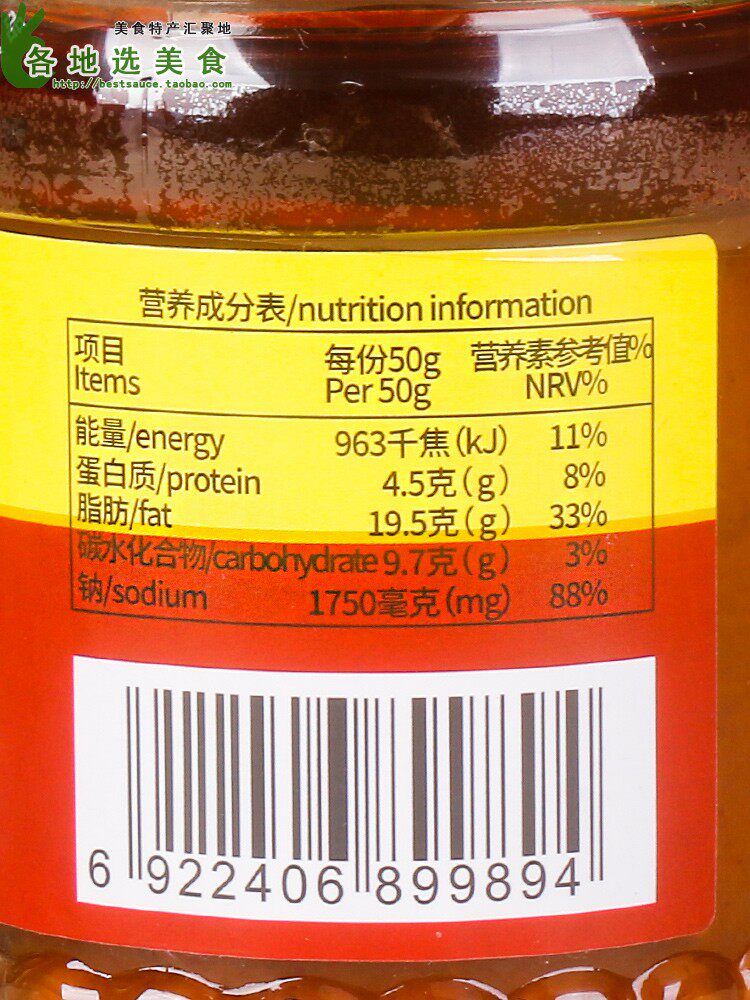 美食特产汇聚地
各地选美食
http://bestsauce.taobao.com
营养成分表/nutrition information
项目 每份50g 营养素参考值%
Items Per 50g NRV%
能量/energy 963千焦(kJ) 11%
蛋白质/protein 4.5克(g) 8%
脂肪/fat 19.5克(g) 33%
碳水化合物/carbohydrate 9.7克(g) 3%
钠/sodium 1750毫克(mg) 88%
6 922406 899894